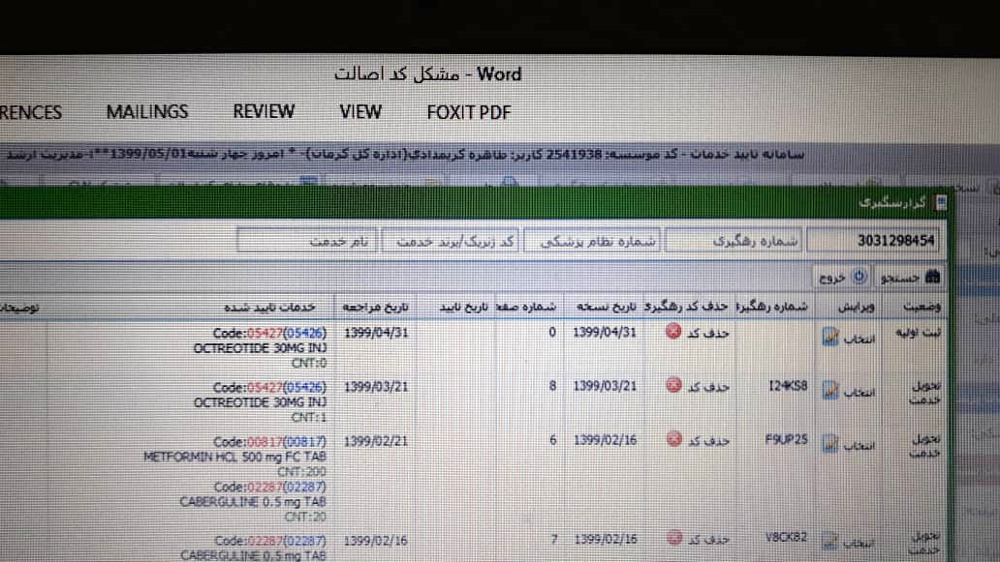 مشکل کد اصالت - Word
RENCES MAILINGS REVIEW VIEW FOXIT PDF
سامانه تایید خدمات - کد موسسه: 2541938 کاربر: طاهره کریمدادی(اداره کل کرمان)- * امروز چهار شنبه 1399/05/01**ا-مدیریت ارشد
گزارسگیری
3031298454 شماره رهگیری شماره نظام پزشکی کد ژنریک/برند خدمت نام خدمت
جستجو خروج
وضعیت ویرایش شماره رهگیرا حذف کد رهگیری تاریخ نسخه شماره صفحا تاریخ تایید تاریخ مراجعه خدمات تایید شده توضیحات
ثبت اولیه انتخاب حذف کد 1399/04/31 0 1399/04/31 Code:05427(05426)
OCTREOTIDE 30MG INJ
CNT:0
تحویل خدمت انتخاب I24KS8 حذف کد 1399/03/21 8 1399/03/21 Code:05427(05426)
OCTREOTIDE 30MG INJ
CNT:1
تحویل خدمت انتخاب F9UP25 حذف کد 1399/02/16 6 1399/02/21 Code:00817(00817)
METFORMIN HCL 500 mg FC TAB
CNT:200
Code:02287(02287)
CABERGULINE 0.5 mg TAB
CNT:20
تحویل خدمت انتخاب V8CK82 حذف کد 1399/02/16 7 1399/02/16 Code:02287(02287)
CABERGULINE 0.5 mg TAB